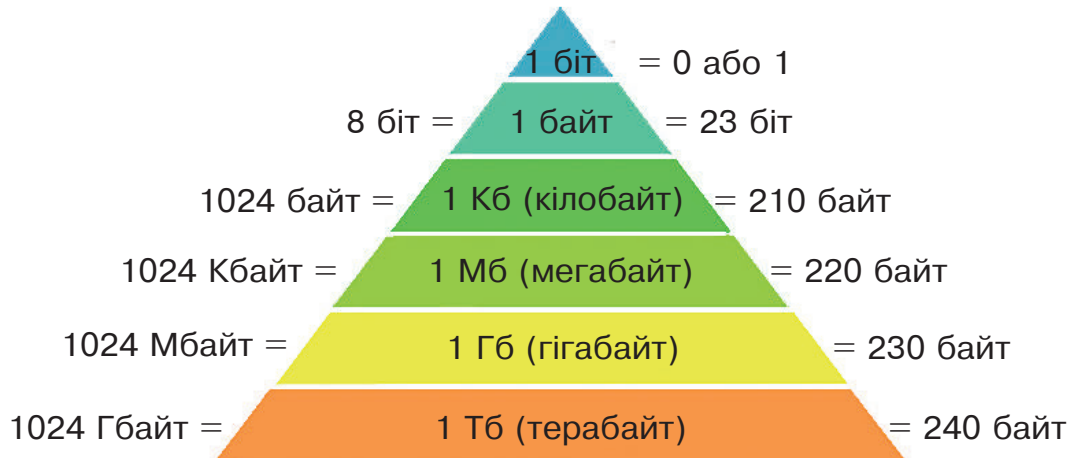 1 біт = 0 або 1
8 біт = 1 байт = 23 біт
1024 байт = 1 Кб (кілобайт) = 210 байт
1024 Кбайт = 1 Мб (мегабайт) = 220 байт
1024 Мбайт = 1 Гб (гігабайт) = 230 байт
1024 Гбайт = 1 Тб (терабайт) = 240 байт